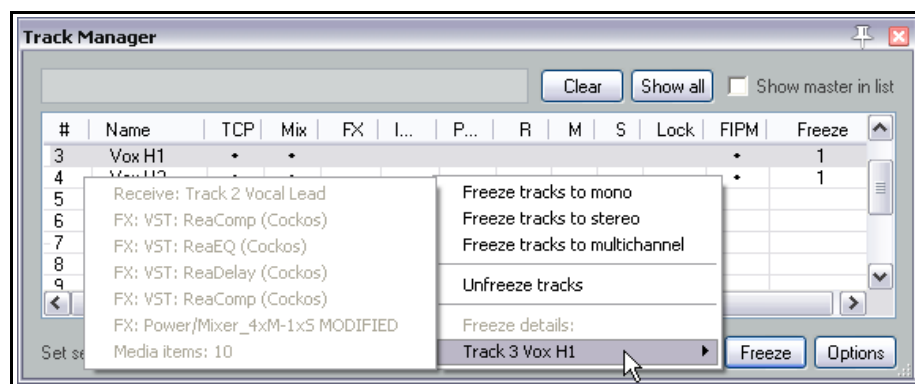 Track Manager
Clear Show all Show master in list
# Name TCP Mix FX I... P... R M S Lock FIPM Freeze
3 Vox H1 • • • 1
4 • 1
5
6
7
8
9
Receive: Track 2 Vocal Lead
FX: VST: ReaComp (Cockos)
FX: VST: ReaEQ (Cockos)
FX: VST: ReaDelay (Cockos)
FX: VST: ReaComp (Cockos)
FX: Power/Mixer_4xM-1xS MODIFIED
Media items: 10
Freeze tracks to mono
Freeze tracks to stereo
Freeze tracks to multichannel
Unfreeze tracks
Freeze details:
Track 3 Vox H1
Set Freeze Options